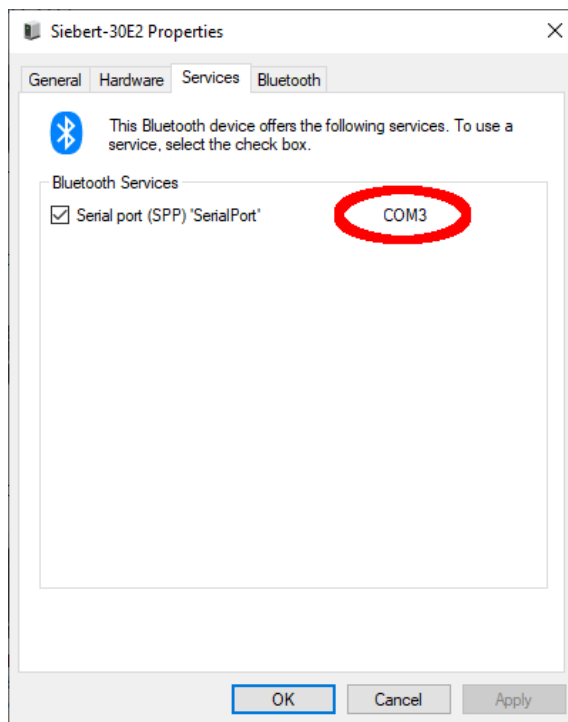 Siebert-30E2 Properties
General Hardware Services Bluetooth
This Bluetooth device offers the following services. To use a
service, select the check box.
Bluetooth Services
Serial port (SPP) 'SerialPort' COM3
OK Cancel Apply